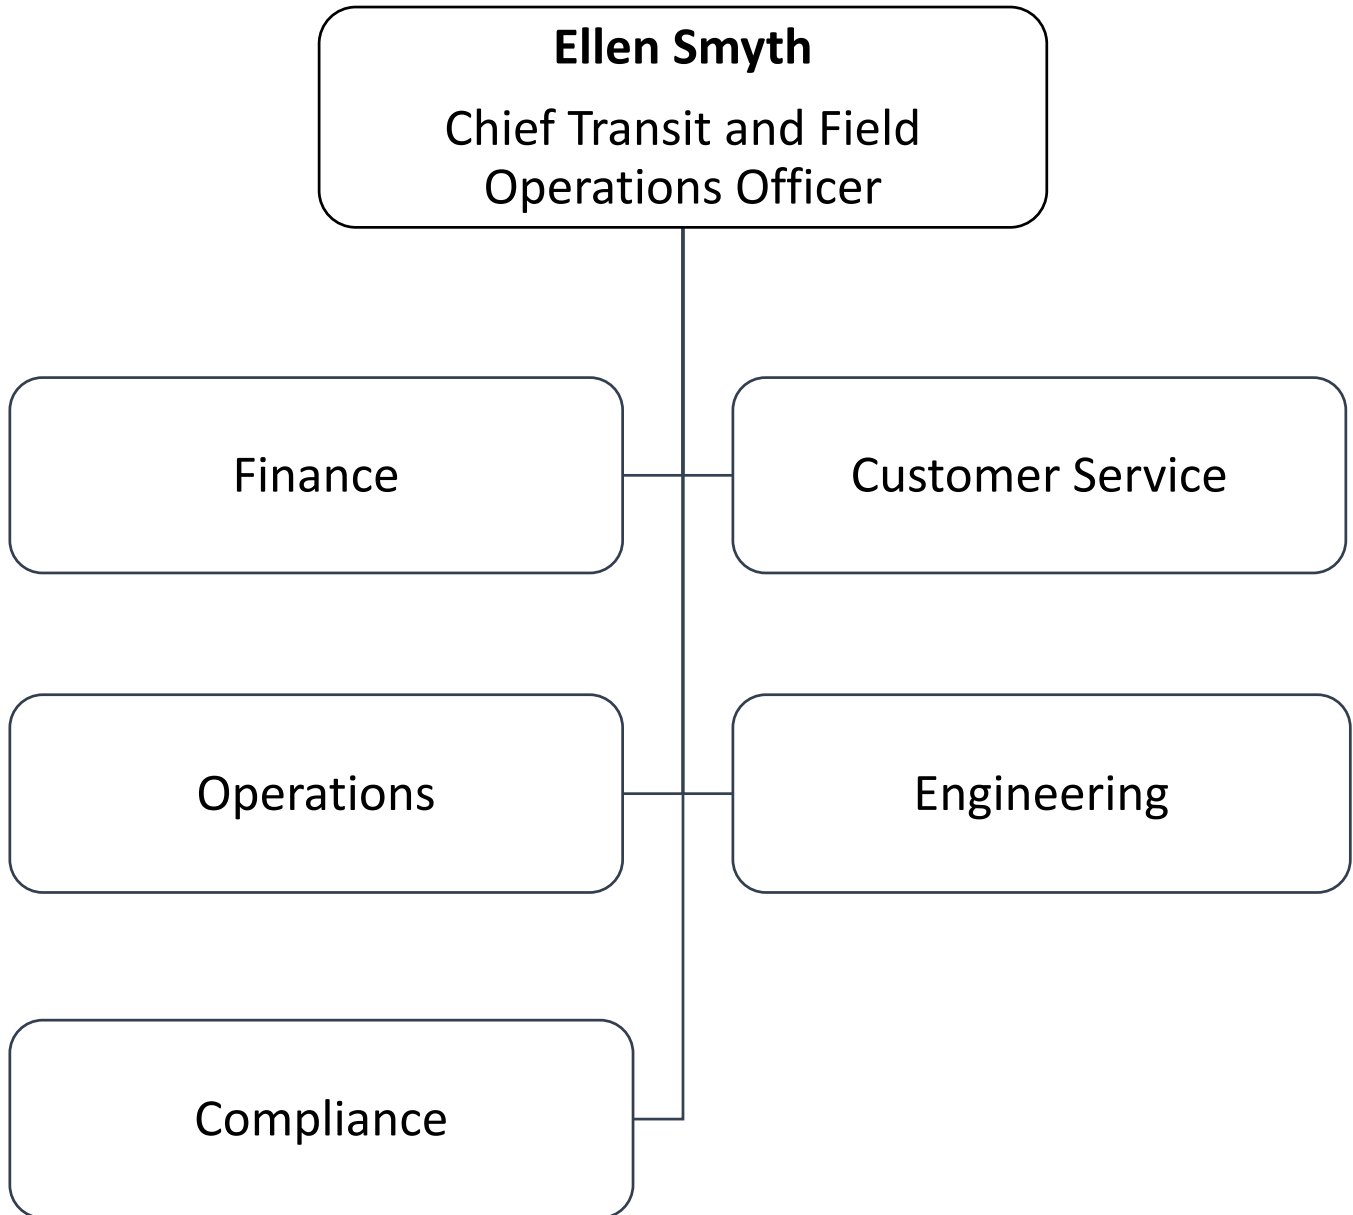 Ellen Smyth
Chief Transit and Field
Operations Officer
Finance
Customer Service
Operations
Engineering
Compliance